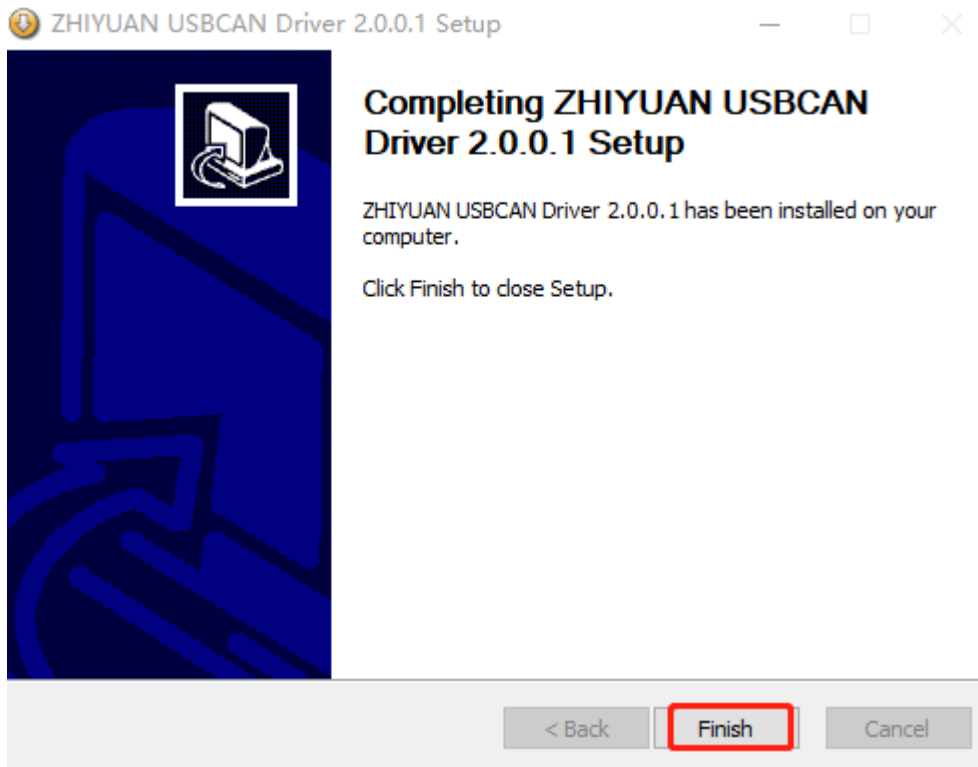 ZHIYUAN USBCAN Driver 2.0.0.1 Setup
Completing ZHIYUAN USBCAN
Driver 2.0.0.1 Setup
ZHIYUAN USBCAN Driver 2.0.0.1 has been installed on your
computer.
Click Finish to close Setup.
< Back
Finish
Cancel